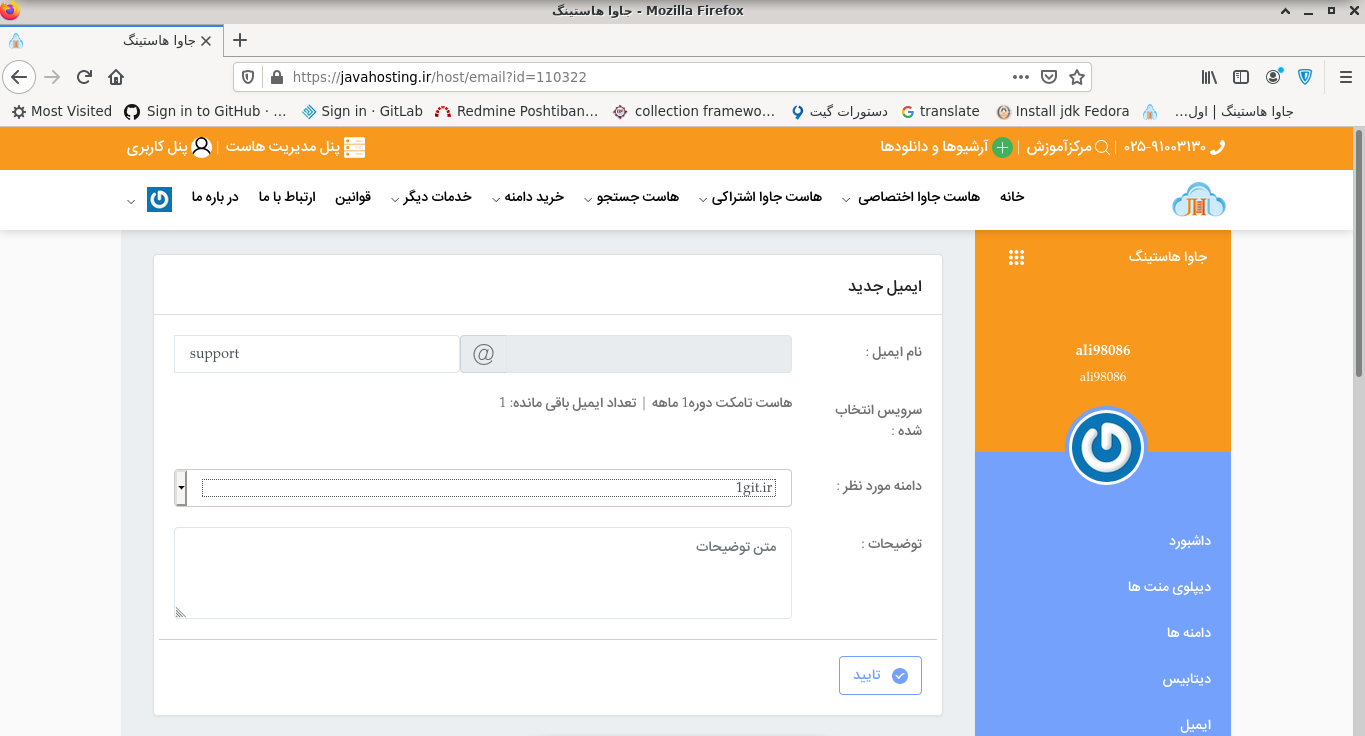 جاوا هاستینگ - Mozilla Firefox
جاوا هاستینگ
https://javahosting.ir/host/email?id=110322
Most Visited
Sign in to GitHub · ...
Sign in · GitLab
Redmine Poshtiban...
collection framewo...
دستورات گیت
translate
Install jdk Fedora
جاوا هاستینگ | اول...
۰۲۵-۹۱۰۰۳۱۳۰ | مرکزآموزش | آرشیوها و دانلودها
پنل مدیریت هاست | پنل کاربری
خانه
هاست جاوا اختصاصی
هاست جاوا اشتراکی
هاست جستجو
خرید دامنه
خدمات دیگر
قوانین
ارتباط با ما
در باره ما
JH
جاوا هاستینگ
ali98086
ali98086
داشبورد
دیپلوی منت ها
دامنه ها
دیتابیس
ایمیل
ایمیل جدید
نام ایمیل :
@ support
سرویس انتخاب
شده :
هاست تامکت دوره1 ماهه | تعداد ایمیل باقی مانده: 1
دامنه مورد نظر :
1git.ir
توضیحات :
متن توضیحات
تایید